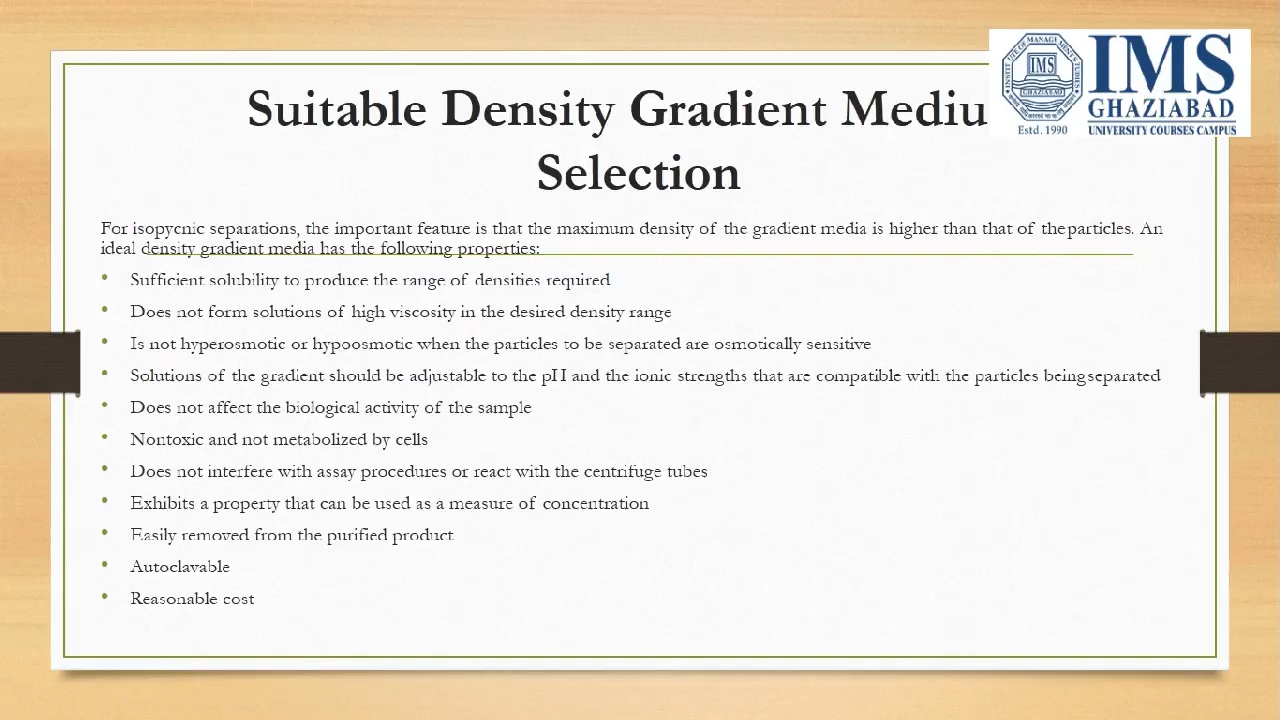 Suitable Density Gradient Mediu
Selection
IMS
GHAZIABAD
UNIVERSITY COURSES CAMPUS
IMS
Estd. 1990
For isopycnic separations, the important feature is that the maximum density of the gradient media is higher than that of theparticles. An
ideal density gradient media has the following properties:
• Sufficient solubility to produce the range of densities required
• Does not form solutions of high viscosity in the desired density range
• Is not hyperosmotic or hypoosmotic when the particles to be separated are osmotically sensitive
• Solutions of the gradient should be adjustable to the pH and the ionic strengths that are compatible with the particles beingseparated
• Does not affect the biological activity of the sample
• Nontoxic and not metabolized by cells
• Does not interfere with assay procedures or react with the centrifuge tubes
• Exhibits a property that can be used as a measure of concentration
• Easily removed from the purified product
• Autoclavable
• Reasonable cost